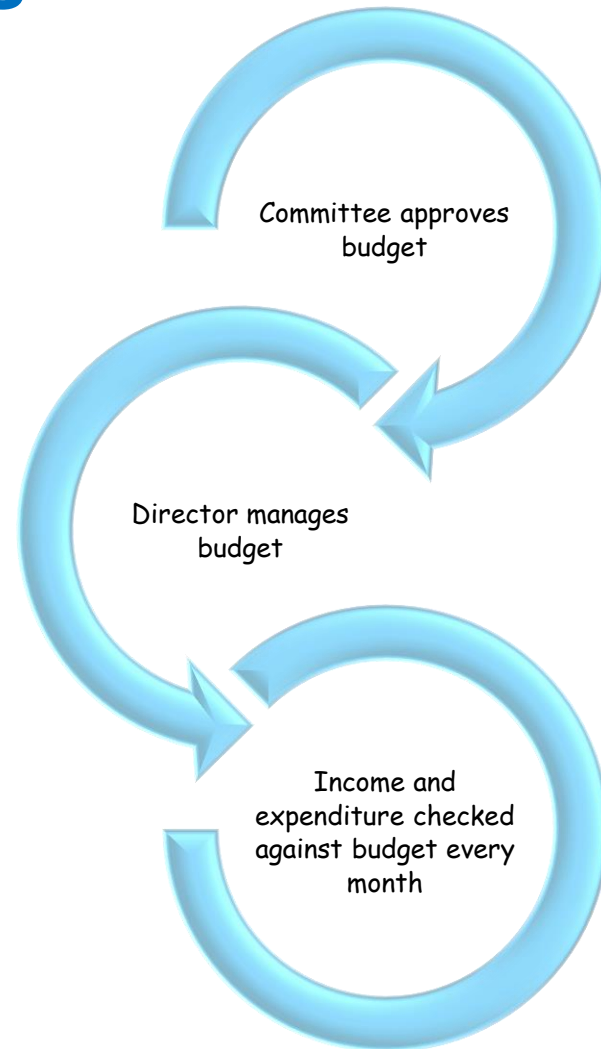 Committee approves
budget
Director manages
budget
Income and
expenditure checked
against budget every
month